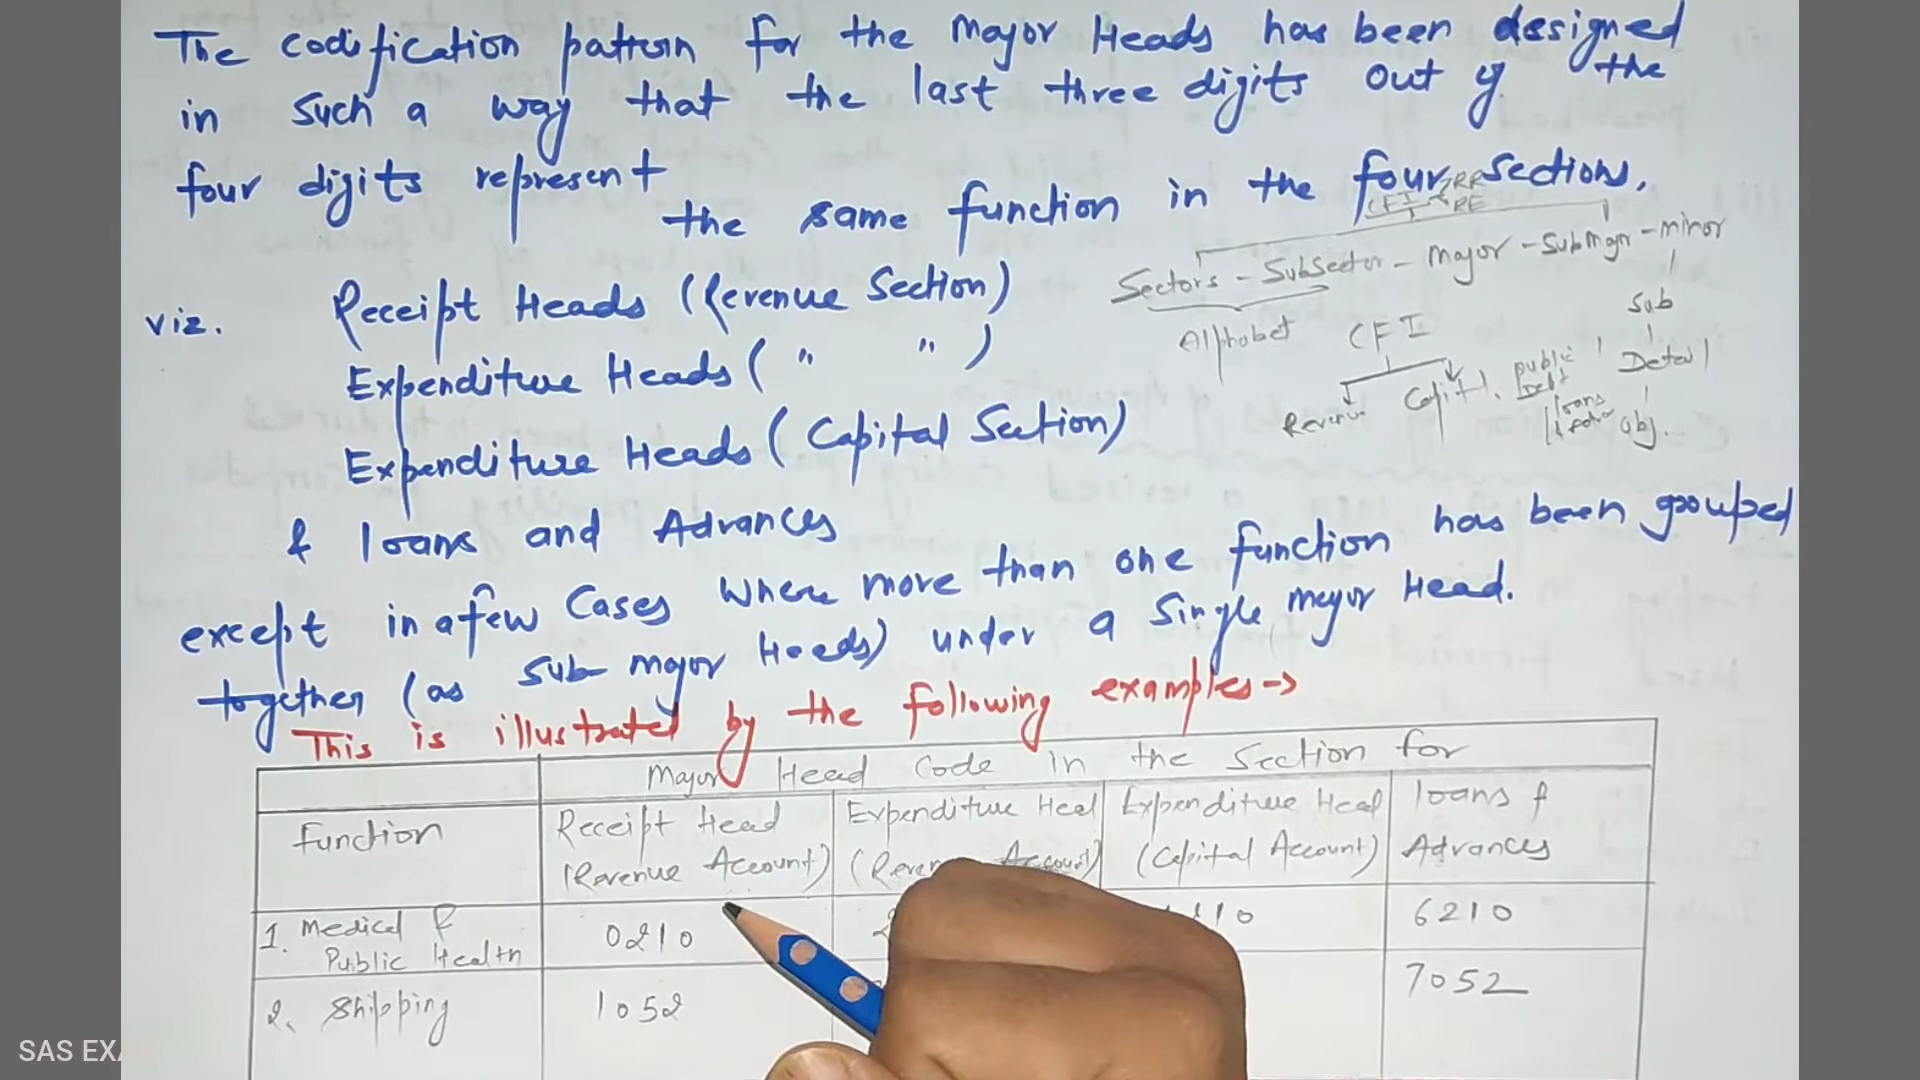 The codification pattern for the Major Heads has been designed
in such a way that the last three digits out of the
four digits represent the same function in the four sections,
CFI RR
RE
Sectors - Subsector - Major - SubMajr - minor
Alphabet
Sub
Detail
obj.
CFI
Revenue Capital. public Debt loans
viz. Receipt Heads (Revenue Section)
Expenditure Heads ( " " )
Expenditure Heads (Capital Section)
& loans and Advances
except in a few Cases Where more than one function has been grouped
together (as sub major Heads) under a single major Head.
This is illustrated by the following examples→
Major Head Code in the Section for
Function
Receipt Head (Revenue Account)
Expenditure Head
Expenditure Head (Capital Account)
loans & Advances
1. Medical & Public Health 0210 6210
2. Shipping 1052 7052
SAS